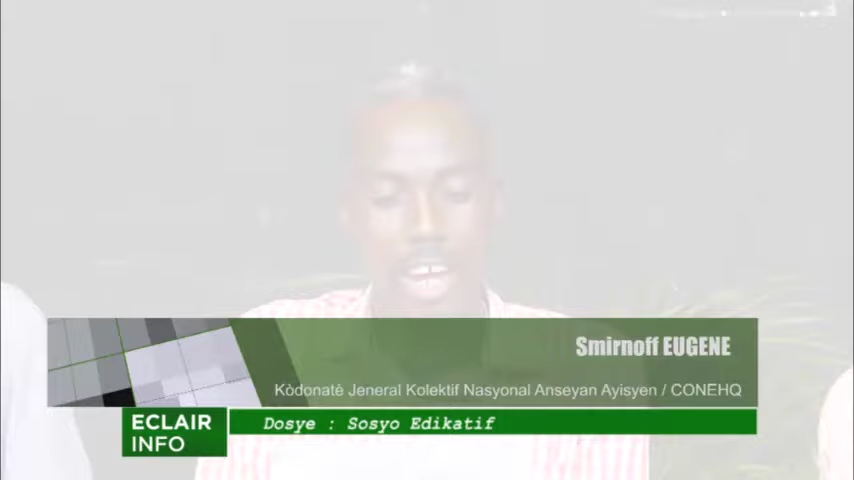 Smirnoff EUGENE
Kòdonatè Jeneral Kolektif Nasyonal Anseyan Ayisyen / CONEHQ
ECLAIR
INFO
Dosye : Sosyo Edikatif